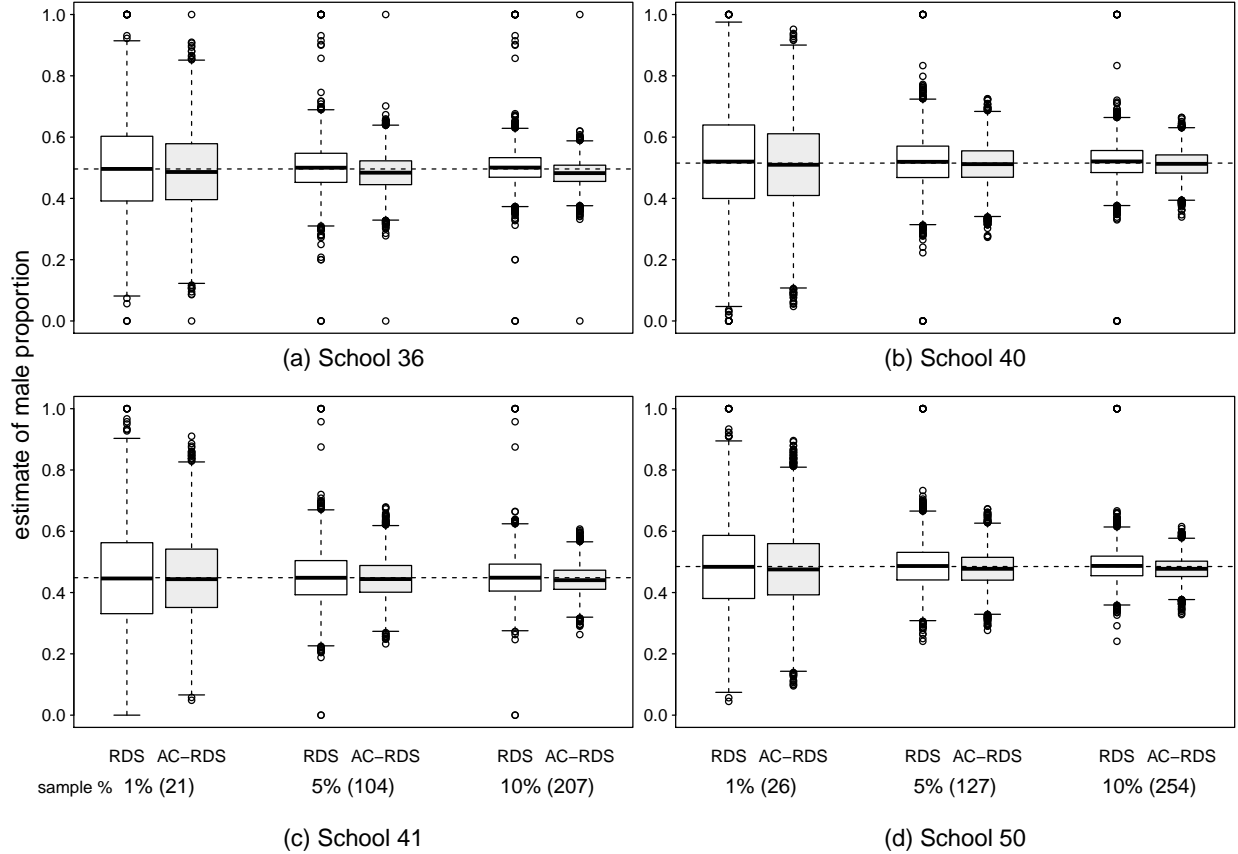 estimate of male proportion
1.0
0.8
0.6
0.4
0.2
0.0
(a) School 36
1.0
0.8
0.6
0.4
0.2
0.0
(b) School 40
1.0
0.8
0.6
0.4
0.2
0.0
RDS AC−RDS RDS AC−RDS RDS AC−RDS
sample % 1% (21) 5% (104) 10% (207)
(c) School 41
1.0
0.8
0.6
0.4
0.2
0.0
RDS AC−RDS RDS AC−RDS RDS AC−RDS
1% (26) 5% (127) 10% (254)
(d) School 50